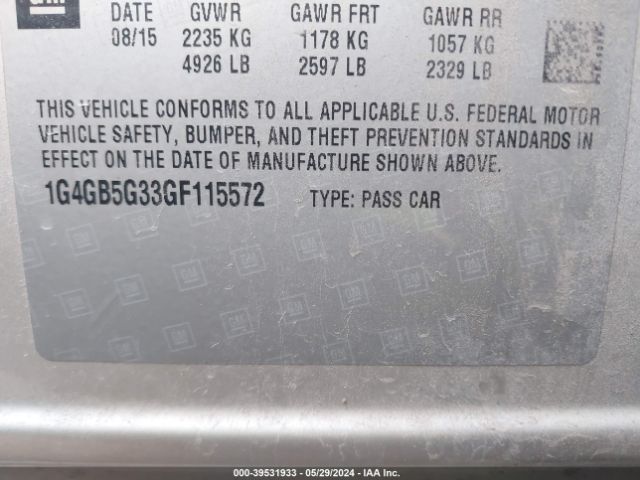 GM
DATE GVWR GAWR FRT GAWR RR
08/15 2235 KG 1178 KG 1057 KG
4926 LB 2597 LB 2329 LB
THIS VEHICLE CONFORMS TO ALL APPLICABLE U.S. FEDERAL MOTOR
VEHICLE SAFETY, BUMPER, AND THEFT PREVENTION STANDARDS IN
EFFECT ON THE DATE OF MANUFACTURE SHOWN ABOVE.
1G4GB5G33GF115572 TYPE: PASS CAR
000-39531933 - 05/29/2024 - IAA Inc.